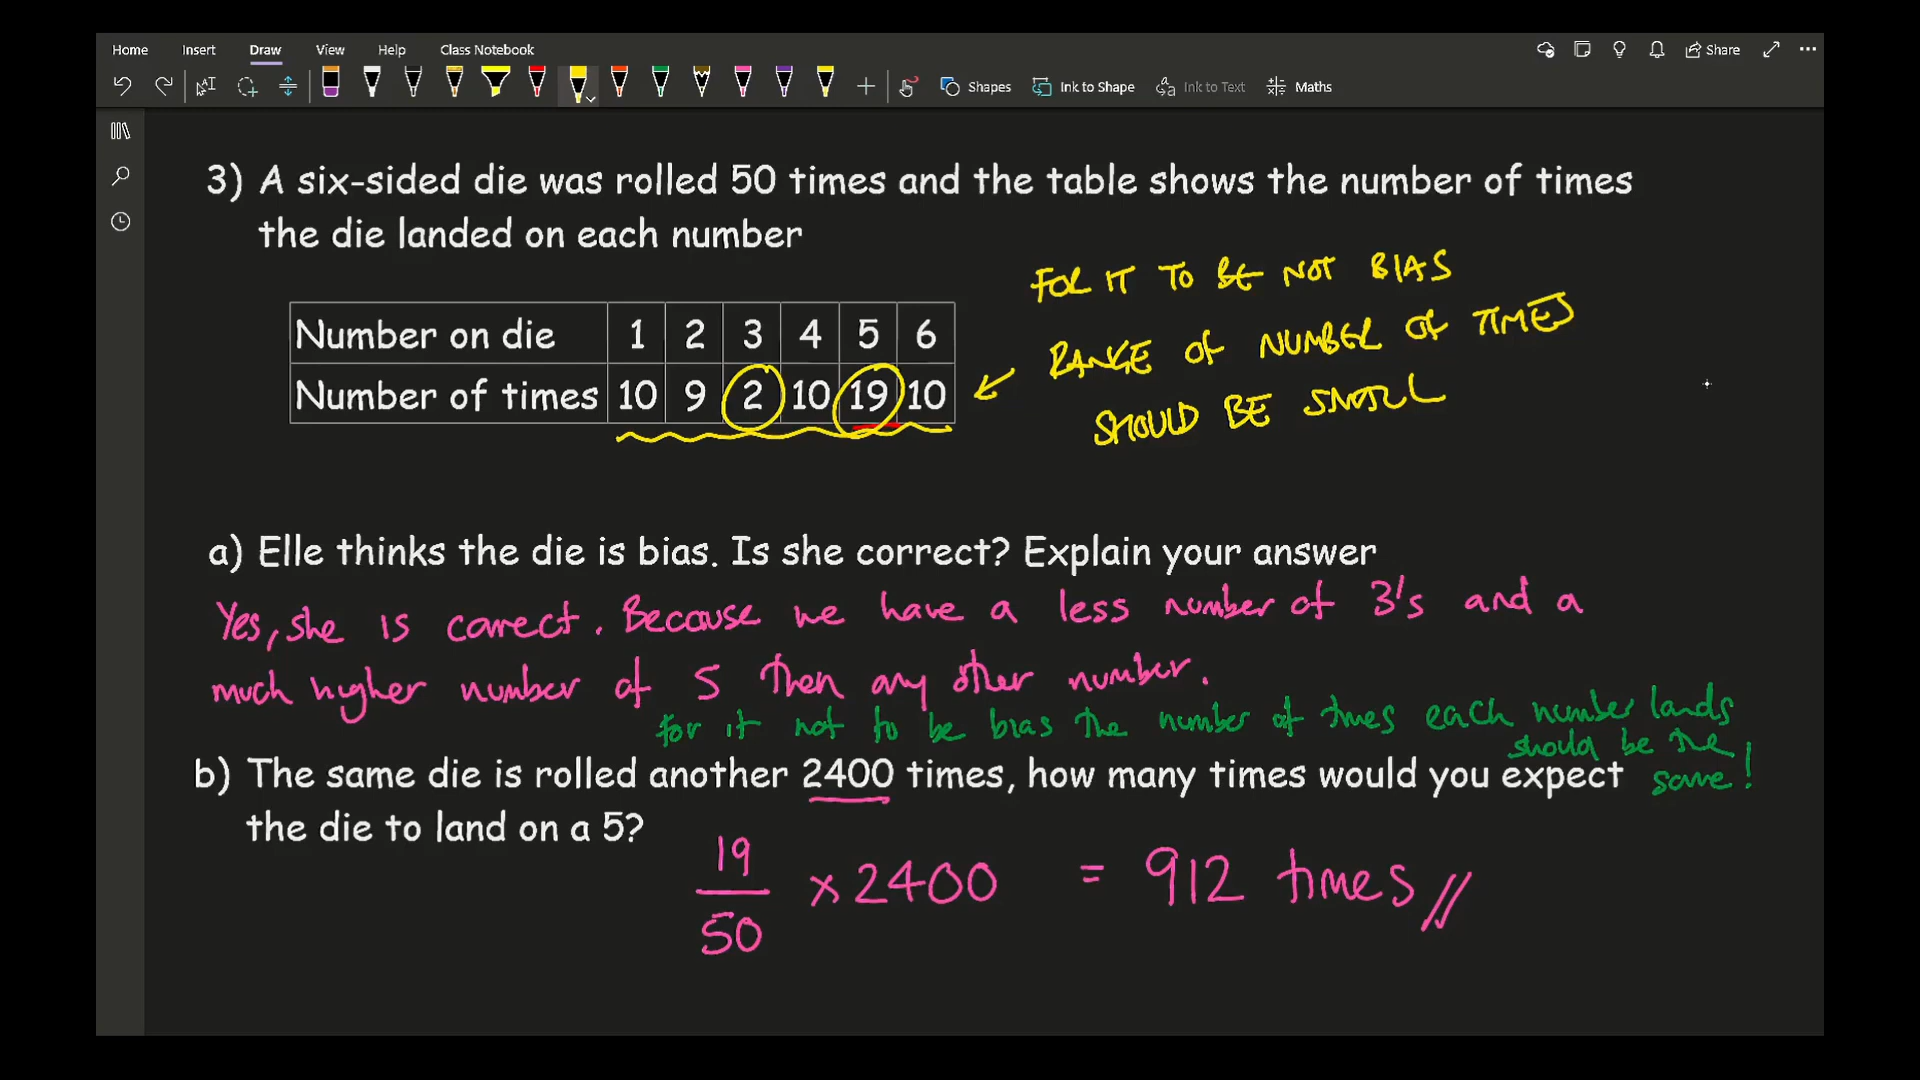 Home Insert Draw View Help Class Notebook Share
Shapes Ink to Shape Ink to Text Maths
3) A six-sided die was rolled 50 times and the table shows the number of times
the die landed on each number
FOR IT TO BE NOT BIAS
RANGE OF NUMBER OF TIMES
SHOULD BE SMALL
Number on die 1 2 3 4 5 6
Number of times 10 9 2 10 19 10
a) Elle thinks the die is bias. Is she correct? Explain your answer
Yes, she is correct. Because we have a less number of 3's and a
much higher number of 5 then any other number.
for it not to be bias the number of times each number lands
should be the
same!
b) The same die is rolled another 2400 times, how many times would you expect
the die to land on a 5?
19
50
× 2400 = 912 times //